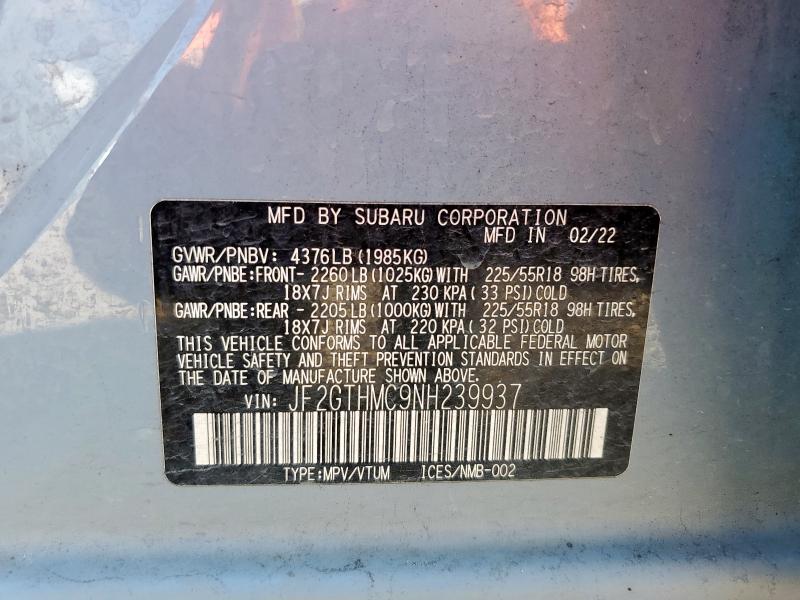 MFD BY SUBARU CORPORATION
MFD IN 02/22
GVWR/PNBV: 4376LB (1985KG)
GAWR/PNBE:FRONT- 2260LB (1025KG) WITH 225/55R18 98H TIRES,
18X7J RIMS AT 230 KPA ( 33 PSI) COLD
GAWR/PNBE:REAR - 2205LB (1000KG) WITH 225/55R18 98H TIRES,
18X7J RIMS AT 220 KPA ( 32 PSI) COLD
THIS VEHICLE CONFORMS TO ALL APPLICABLE FEDERAL MOTOR
VEHICLE SAFETY AND THEFT PREVENTION STANDARDS IN EFFECT ON
THE DATE OF MANUFACTURE SHOWN ABOVE.
VIN: JF2GTHMC9NH239937
TYPE:MPV/VTUM ICES/NMB-002